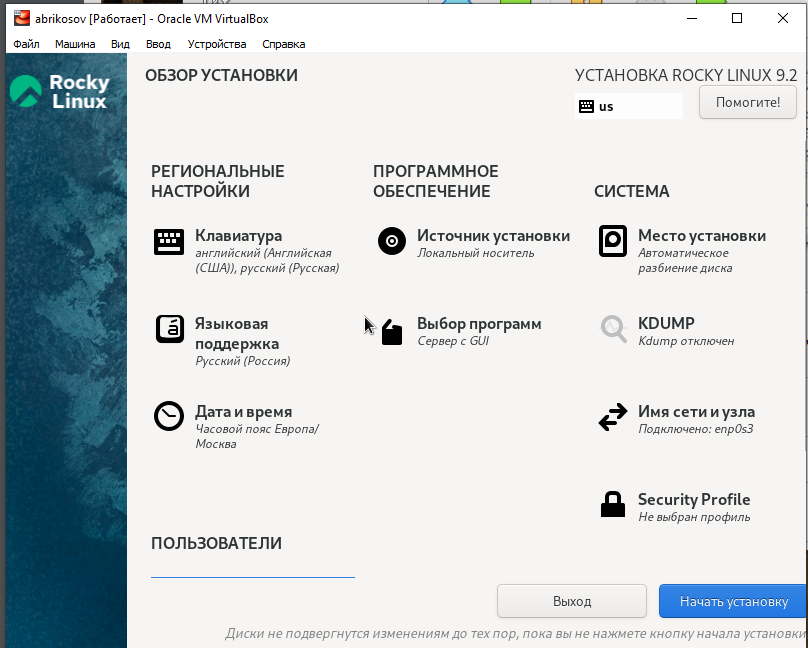 abrikosov [Работает] - Oracle VM VirtualBox
Файл Машина Вид Ввод Устройства Справка
Rocky
Linux
ОБЗОР УСТАНОВКИ
УСТАНОВКА ROCKY LINUX 9.2
us
Помогите!
РЕГИОНАЛЬНЫЕ
НАСТРОЙКИ
Клавиатура
английский (Английская
(США)), русский (Русская)
Языковая
поддержка
Русский (Россия)
Дата и время
Часовой пояс Европа/
Москва
ПРОГРАММНОЕ
ОБЕСПЕЧЕНИЕ
Источник установки
Локальный носитель
Выбор программ
Сервер с GUI
СИСТЕМА
Место установки
Автоматическое
разбиение диска
KDUMP
Kdump отключен
Имя сети и узла
Подключено: enp0s3
Security Profile
Не выбран профиль
ПОЛЬЗОВАТЕЛИ
Выход
Начать установку
Диски не подвергнутся изменениям до тех пор, пока вы не нажмете кнопку начала установки